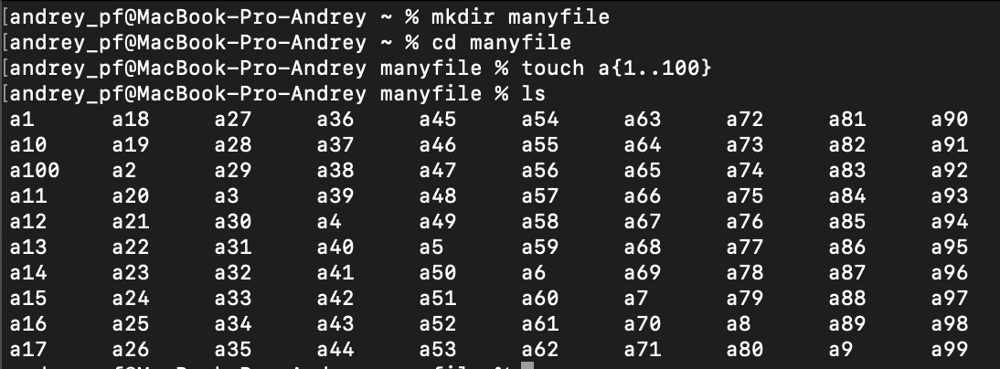 [andrey_pf@MacBook-Pro-Andrey ~ % mkdir manyfile
[andrey_pf@MacBook-Pro-Andrey ~ % cd manyfile
[andrey_pf@MacBook-Pro-Andrey manyfile % touch a{1..100}
[andrey_pf@MacBook-Pro-Andrey manyfile % ls
a1 a18 a27 a36 a45 a54 a63 a72 a81 a90
a10 a19 a28 a37 a46 a55 a64 a73 a82 a91
a100 a2 a29 a38 a47 a56 a65 a74 a83 a92
a11 a20 a3 a39 a48 a57 a66 a75 a84 a93
a12 a21 a30 a4 a49 a58 a67 a76 a85 a94
a13 a22 a31 a40 a5 a59 a68 a77 a86 a95
a14 a23 a32 a41 a50 a6 a69 a78 a87 a96
a15 a24 a33 a42 a51 a60 a7 a79 a88 a97
a16 a25 a34 a43 a52 a61 a70 a8 a89 a98
a17 a26 a35 a44 a53 a62 a71 a80 a9 a99
andrey_pf@MacBook-Pro-Andrey manyfile %